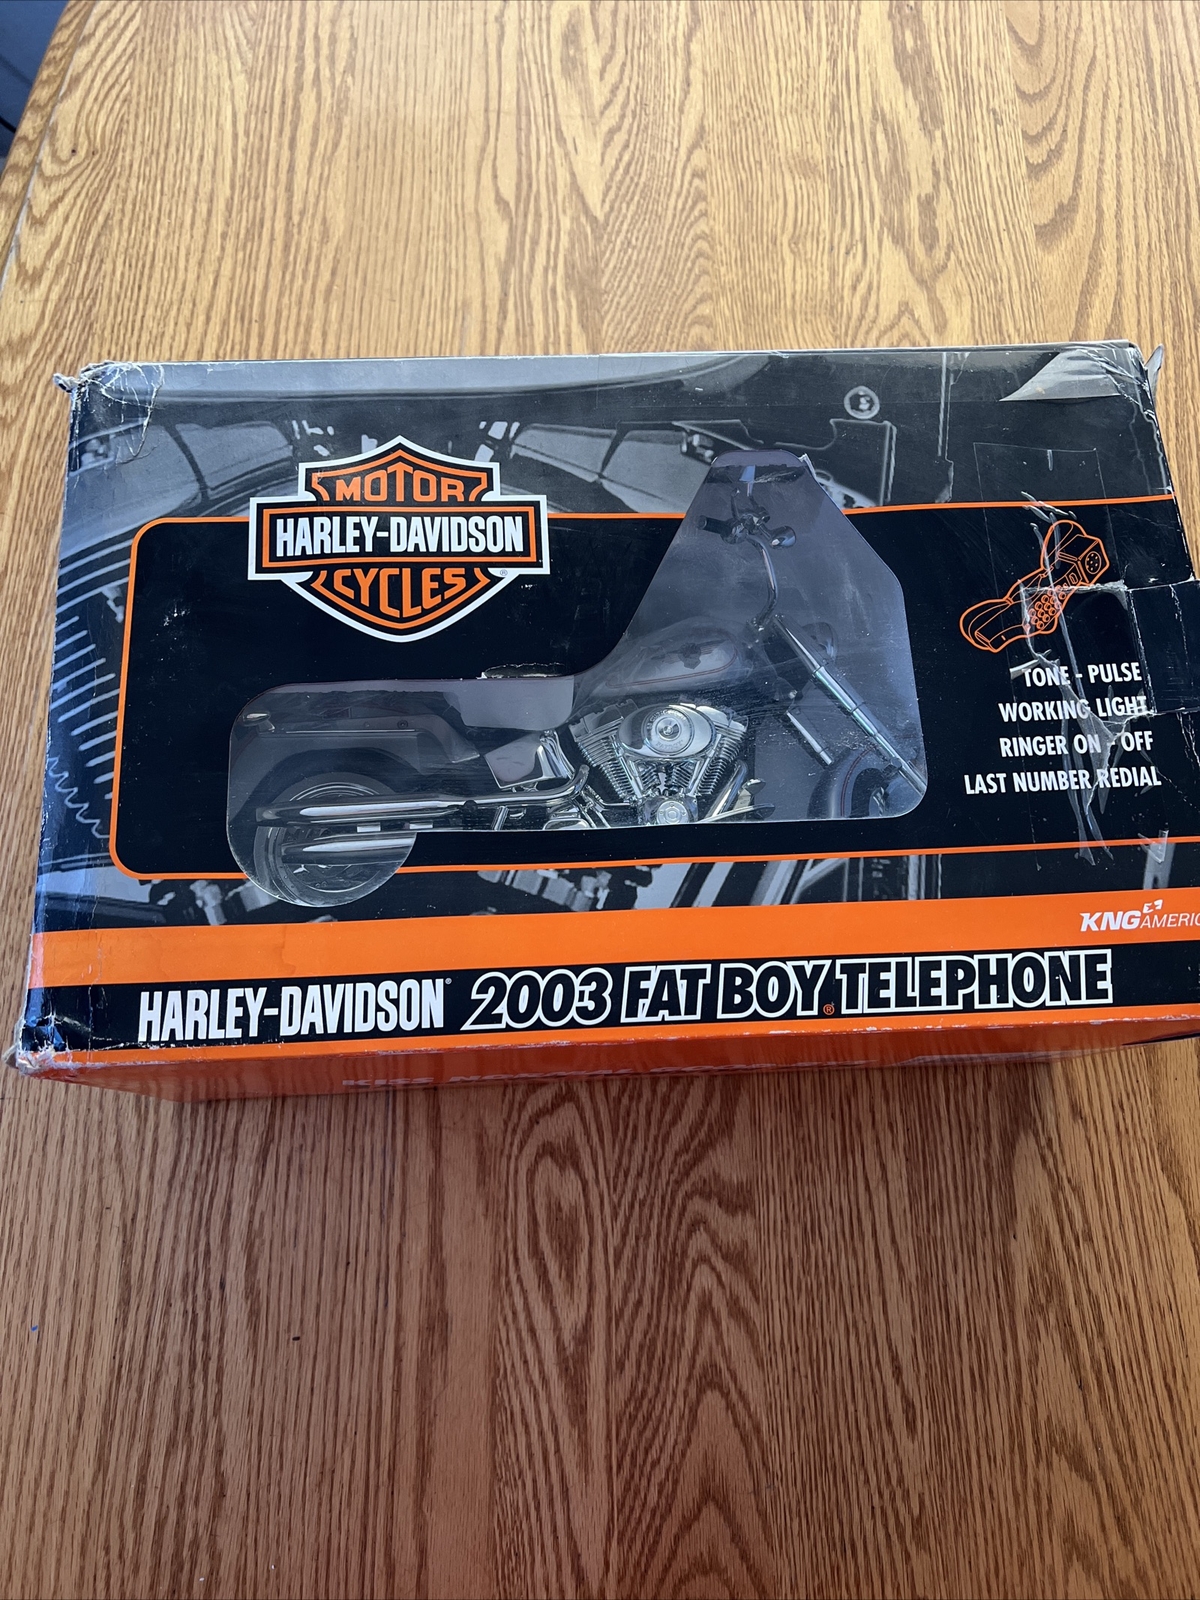 MOTOR
HARLEY-DAVIDSON
CYCLES ®
TONE - PULSE
WORKING LIGHT
RINGER ON - OFF
LAST NUMBER REDIAL
KNG AMERIC
HARLEY-DAVIDSON® 2003 FAT BOY® TELEPHONE